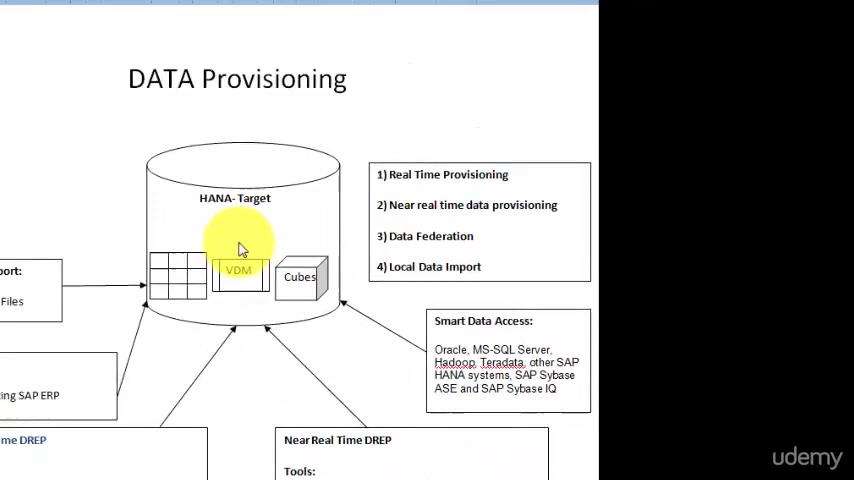 DATA Provisioning
HANA- Target
VDM
Cubes
1) Real Time Provisioning
2) Near real time data provisioning
3) Data Federation
4) Local Data Import
port:
Files
Smart Data Access:
Oracle, MS-SQL Server,
Hadoop, Teradata, other SAP
HANA systems, SAP Sybase
ASE and SAP Sybase IQ
ting SAP ERP
me DREP
Near Real Time DREP
Tools:
udemy